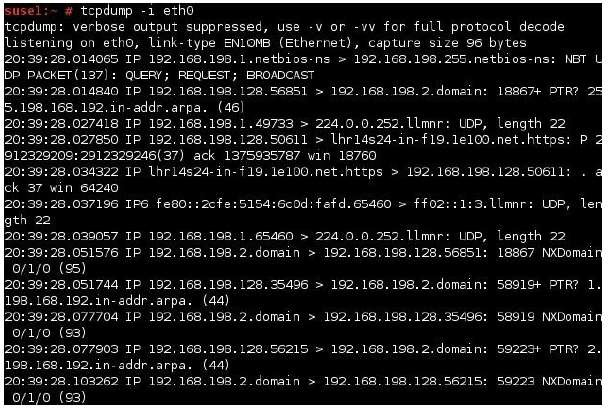 suse1:~ # tcpdump -i eth0
tcpdump: verbose output suppressed, use -v or -vv for full protocol decode
listening on eth0, link-type EN10MB (Ethernet), capture size 96 bytes
20:39:28.014065 IP 192.168.198.1.netbios-ns > 192.168.198.255.netbios-ns: NBT U
DP PACKET(137): QUERY; REQUEST; BROADCAST
20:39:28.014840 IP 192.168.198.128.56851 > 192.168.198.2.domain: 18867+ PTR? 25
5.198.168.192.in-addr.arpa. (46)
20:39:28.027418 IP 192.168.198.1.49733 > 224.0.0.252.llmnr: UDP, length 22
20:39:28.027850 IP 192.168.198.128.50611 > lhr14s24-in-f19.1e100.net.https: P 2
912329209:2912329246(37) ack 1375935787 win 18760
20:39:28.034322 IP lhr14s24-in-f19.1e100.net.https > 192.168.198.128.50611: . a
ck 37 win 64240
20:39:28.037196 IP6 fe80::2cfe:5154:6c0d:fafd.65460 > ff02::1:3.llmnr: UDP, len
gth 22
20:39:28.039057 IP 192.168.198.1.65460 > 224.0.0.252.llmnr: UDP, length 22
20:39:28.051576 IP 192.168.198.2.domain > 192.168.198.128.56851: 18867 NXDomain
 0/1/0 (95)
20:39:28.051744 IP 192.168.198.128.35496 > 192.168.198.2.domain: 58919+ PTR? 1.
198.168.192.in-addr.arpa. (44)
20:39:28.077704 IP 192.168.198.2.domain > 192.168.198.128.35496: 58919 NXDomain
 0/1/0 (93)
20:39:28.077903 IP 192.168.198.128.56215 > 192.168.198.2.domain: 59223+ PTR? 2.
198.168.192.in-addr.arpa. (44)
20:39:28.103262 IP 192.168.198.2.domain > 192.168.198.128.56215: 59223 NXDomain
 0/1/0 (93)